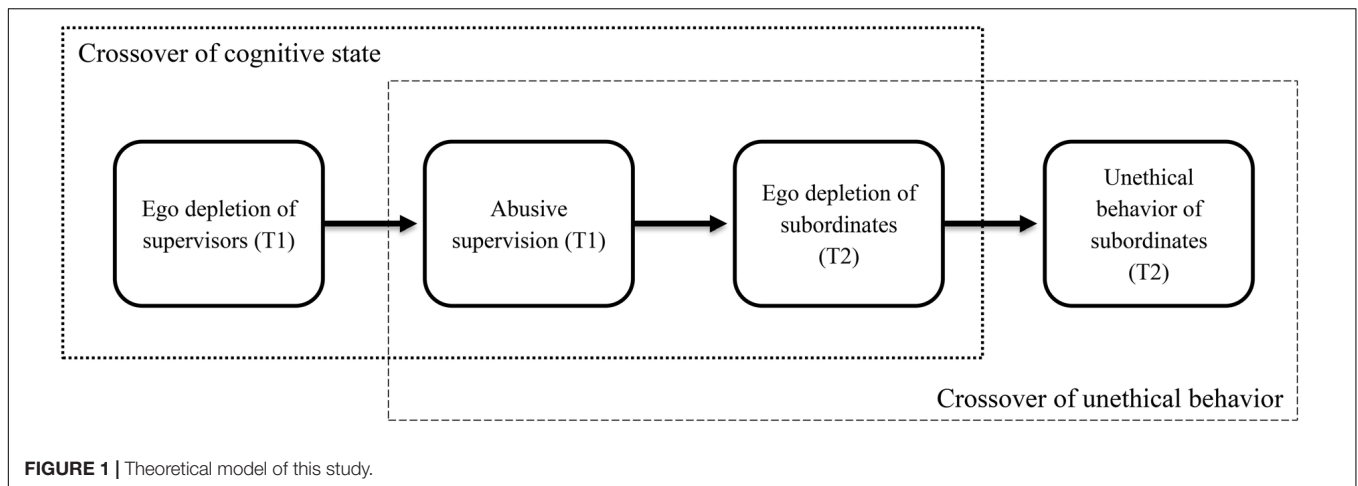 Crossover of cognitive state
Ego depletion of
supervisors (T1)
Abusive
supervision (T1)
Ego depletion of
subordinates
(T2)
Unethical
behavior of
subordinates
(T2)
Crossover of unethical behavior
FIGURE 1 | Theoretical model of this study.